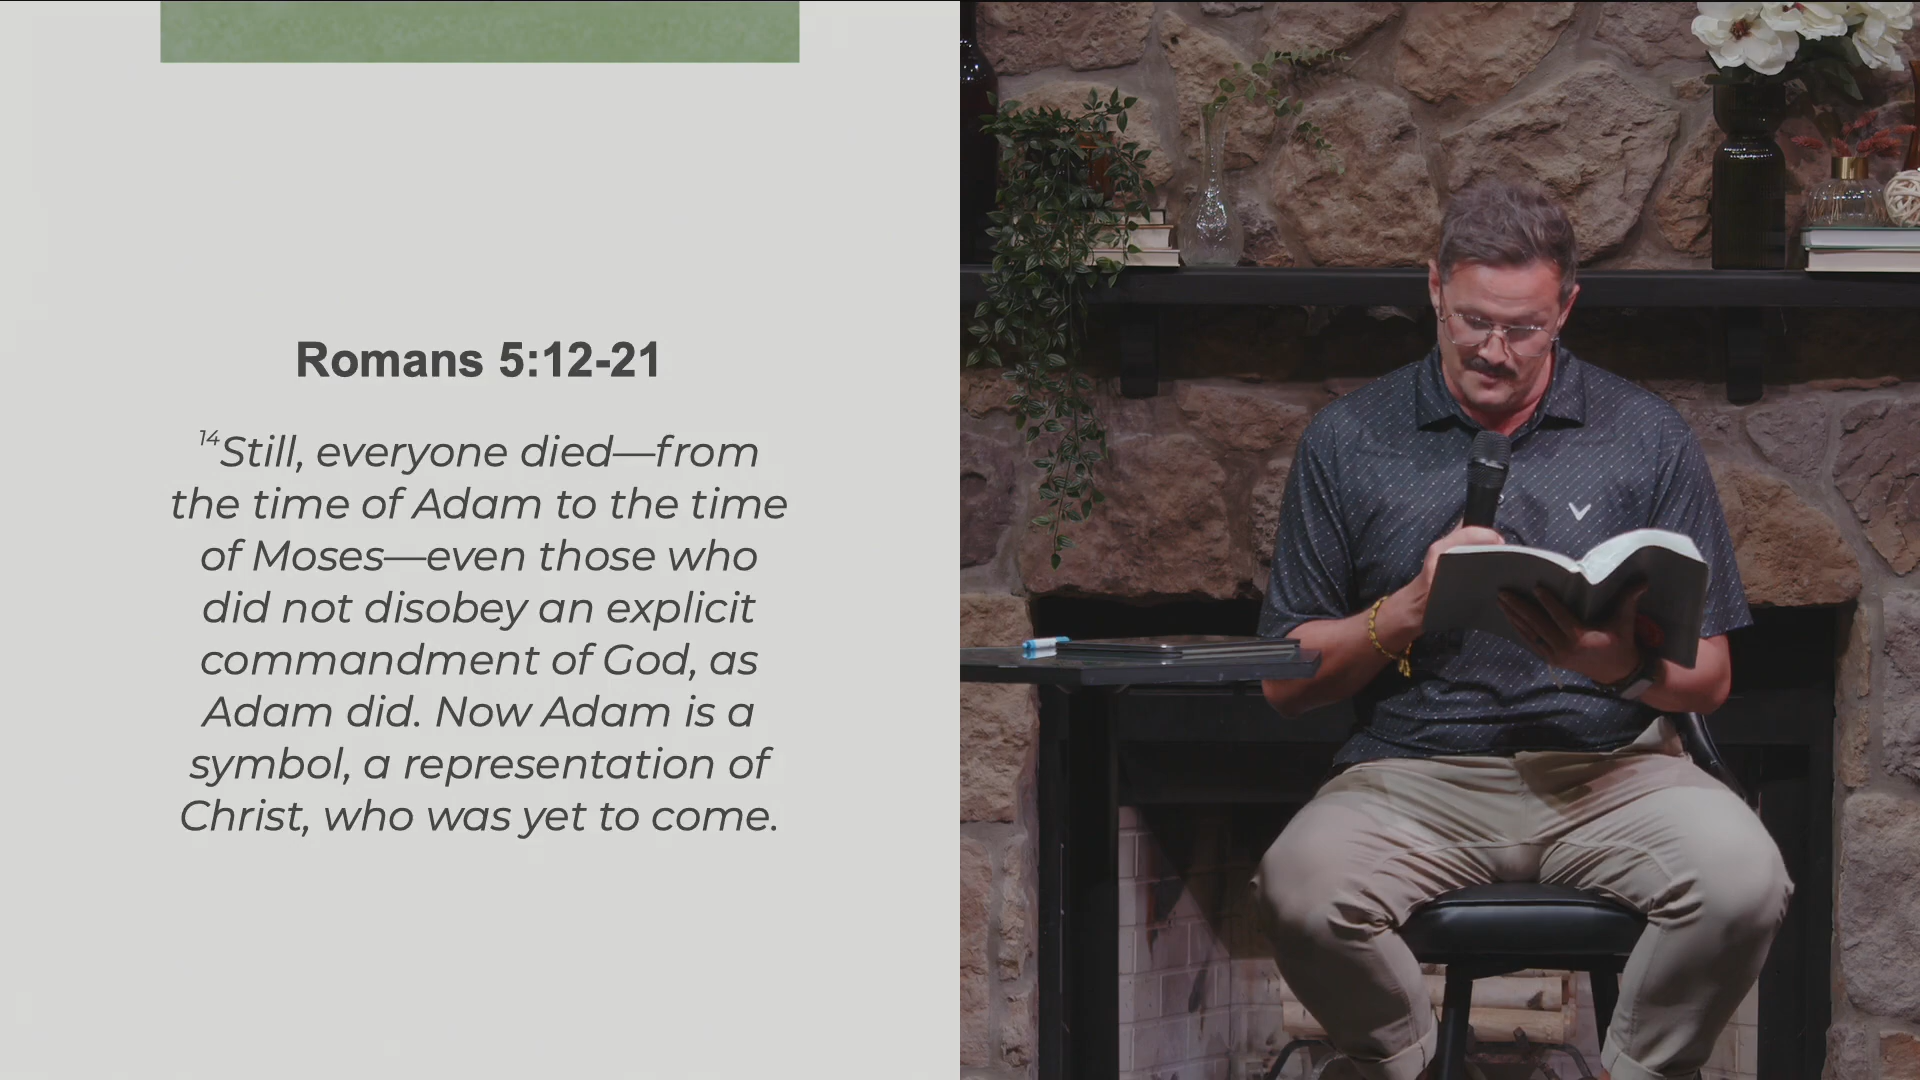 Romans 5:12-21
14Still, everyone died—from
the time of Adam to the time
of Moses—even those who
did not disobey an explicit
commandment of God, as
Adam did. Now Adam is a
symbol, a representation of
Christ, who was yet to come.